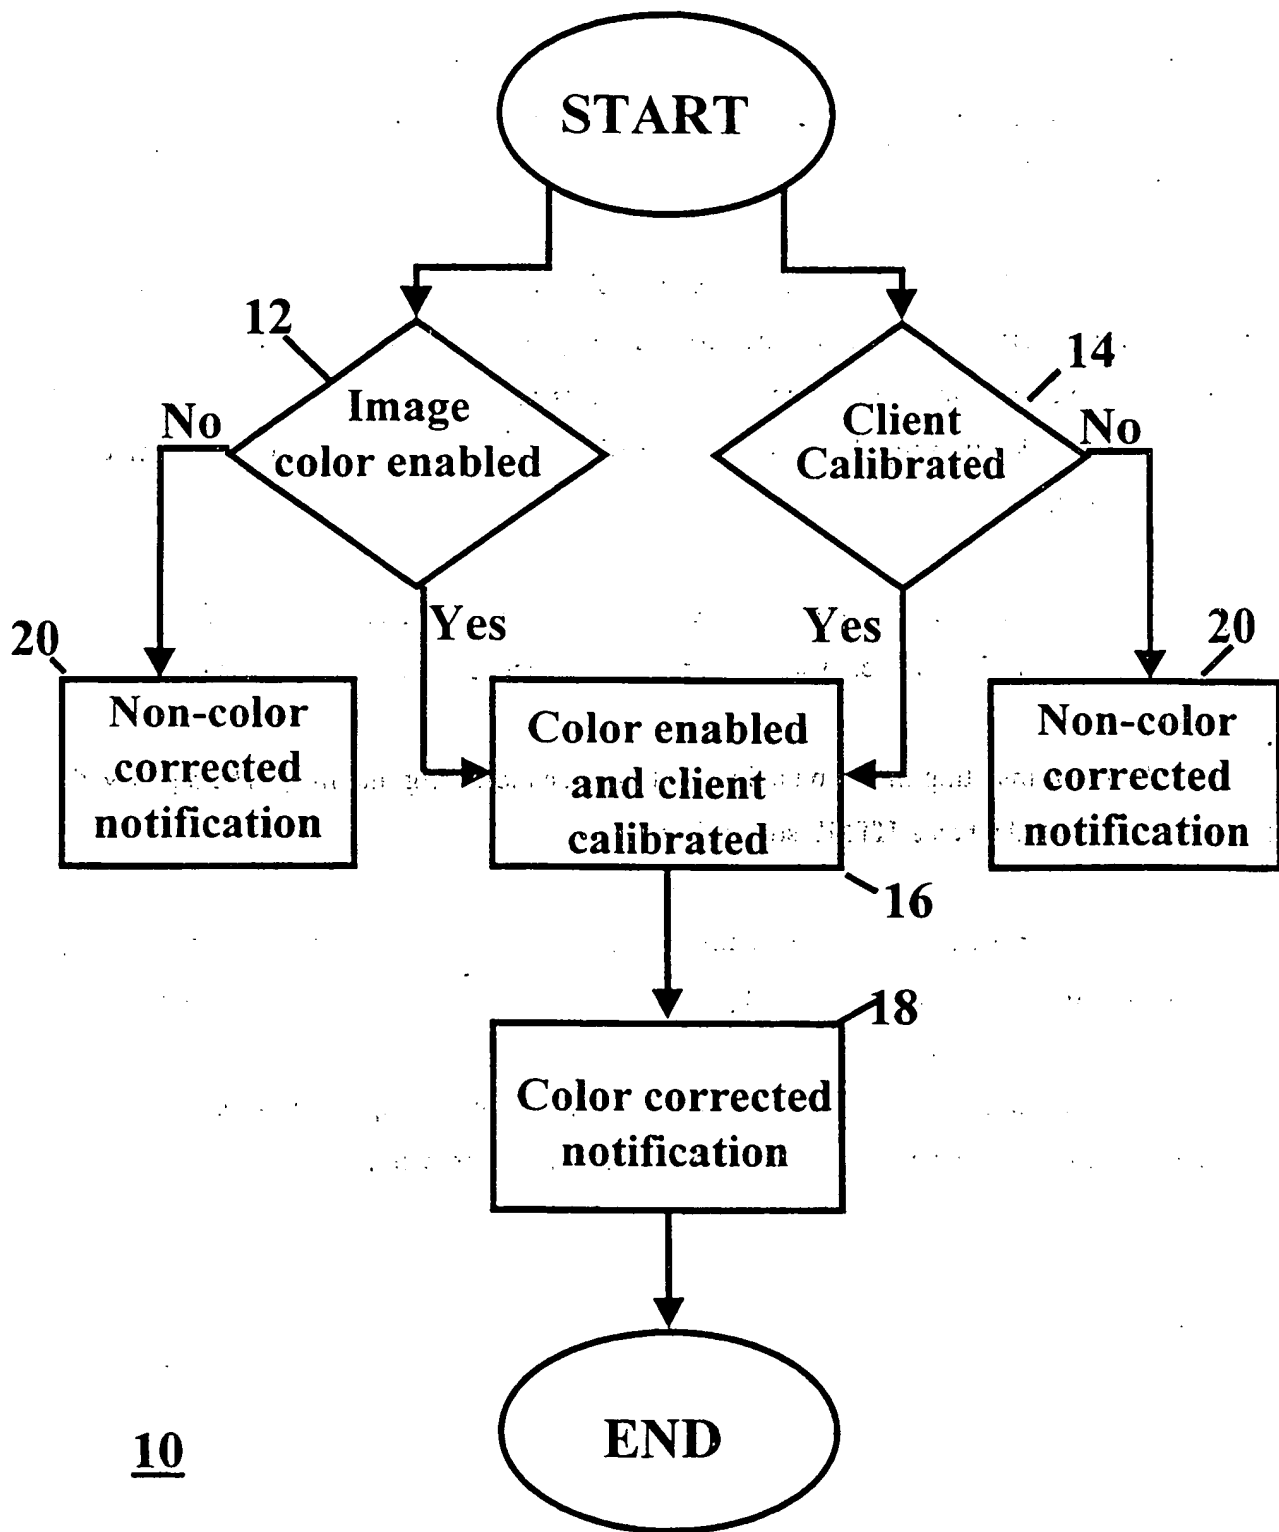 START
12
14
Image
color enabled
Client
Calibrated
No
No
Yes
Yes
20
20
Non-color
corrected
notification
Color enabled
and client
calibrated
Non-color
corrected
notification
16
18
Color corrected
notification
END
10